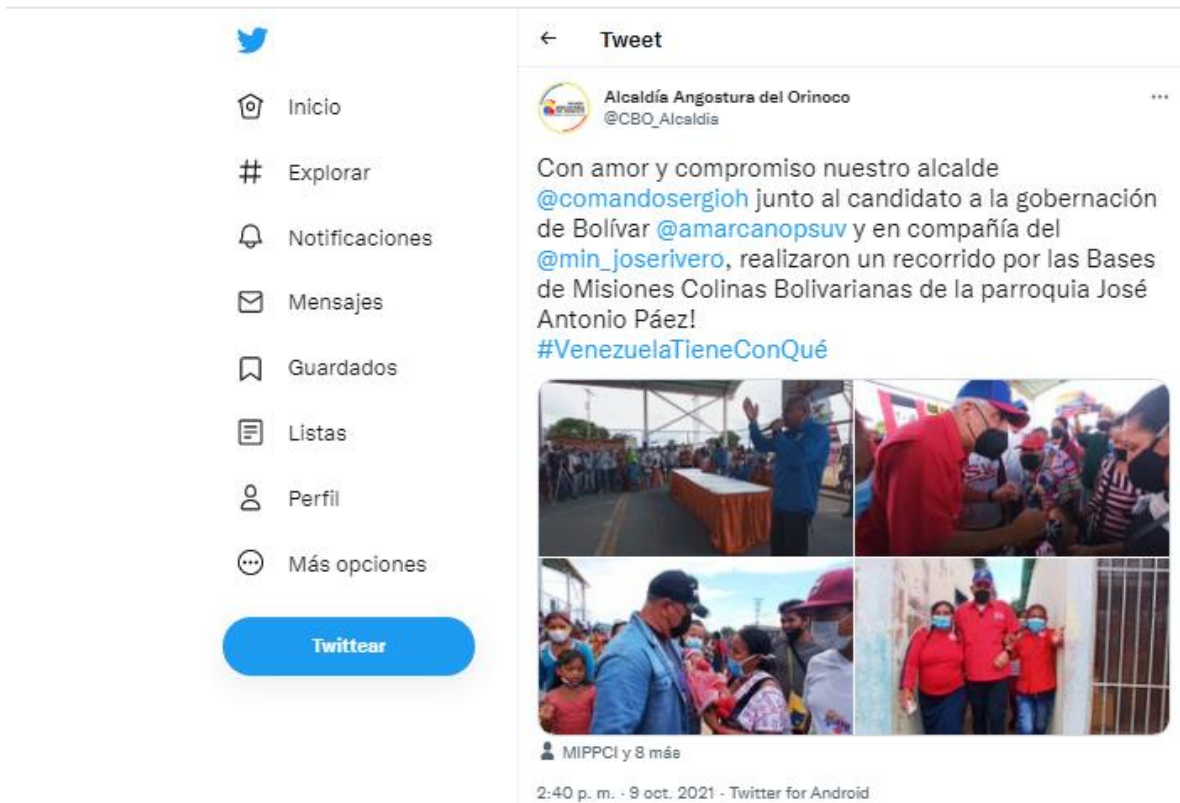 Tweet
Alcaldía Angostura del Orinoco
@CBO_Alcaldia
Inicio
Explorar
Notificaciones
Mensajes
Guardados
Listas
Perfil
Más opciones
Twittear
Con amor y compromiso nuestro alcalde
@comandosergioh junto al candidato a la gobernación
de Bolívar @amarcanopsuv y en compañía del
@min_joserivero, realizaron un recorrido por las Bases
de Misiones Colinas Bolivarianas de la parroquia José
Antonio Páez!
#VenezuelaTieneConQué
MIPPCI y 8 más
2:40 p. m. · 9 oct. 2021 · Twitter for Android